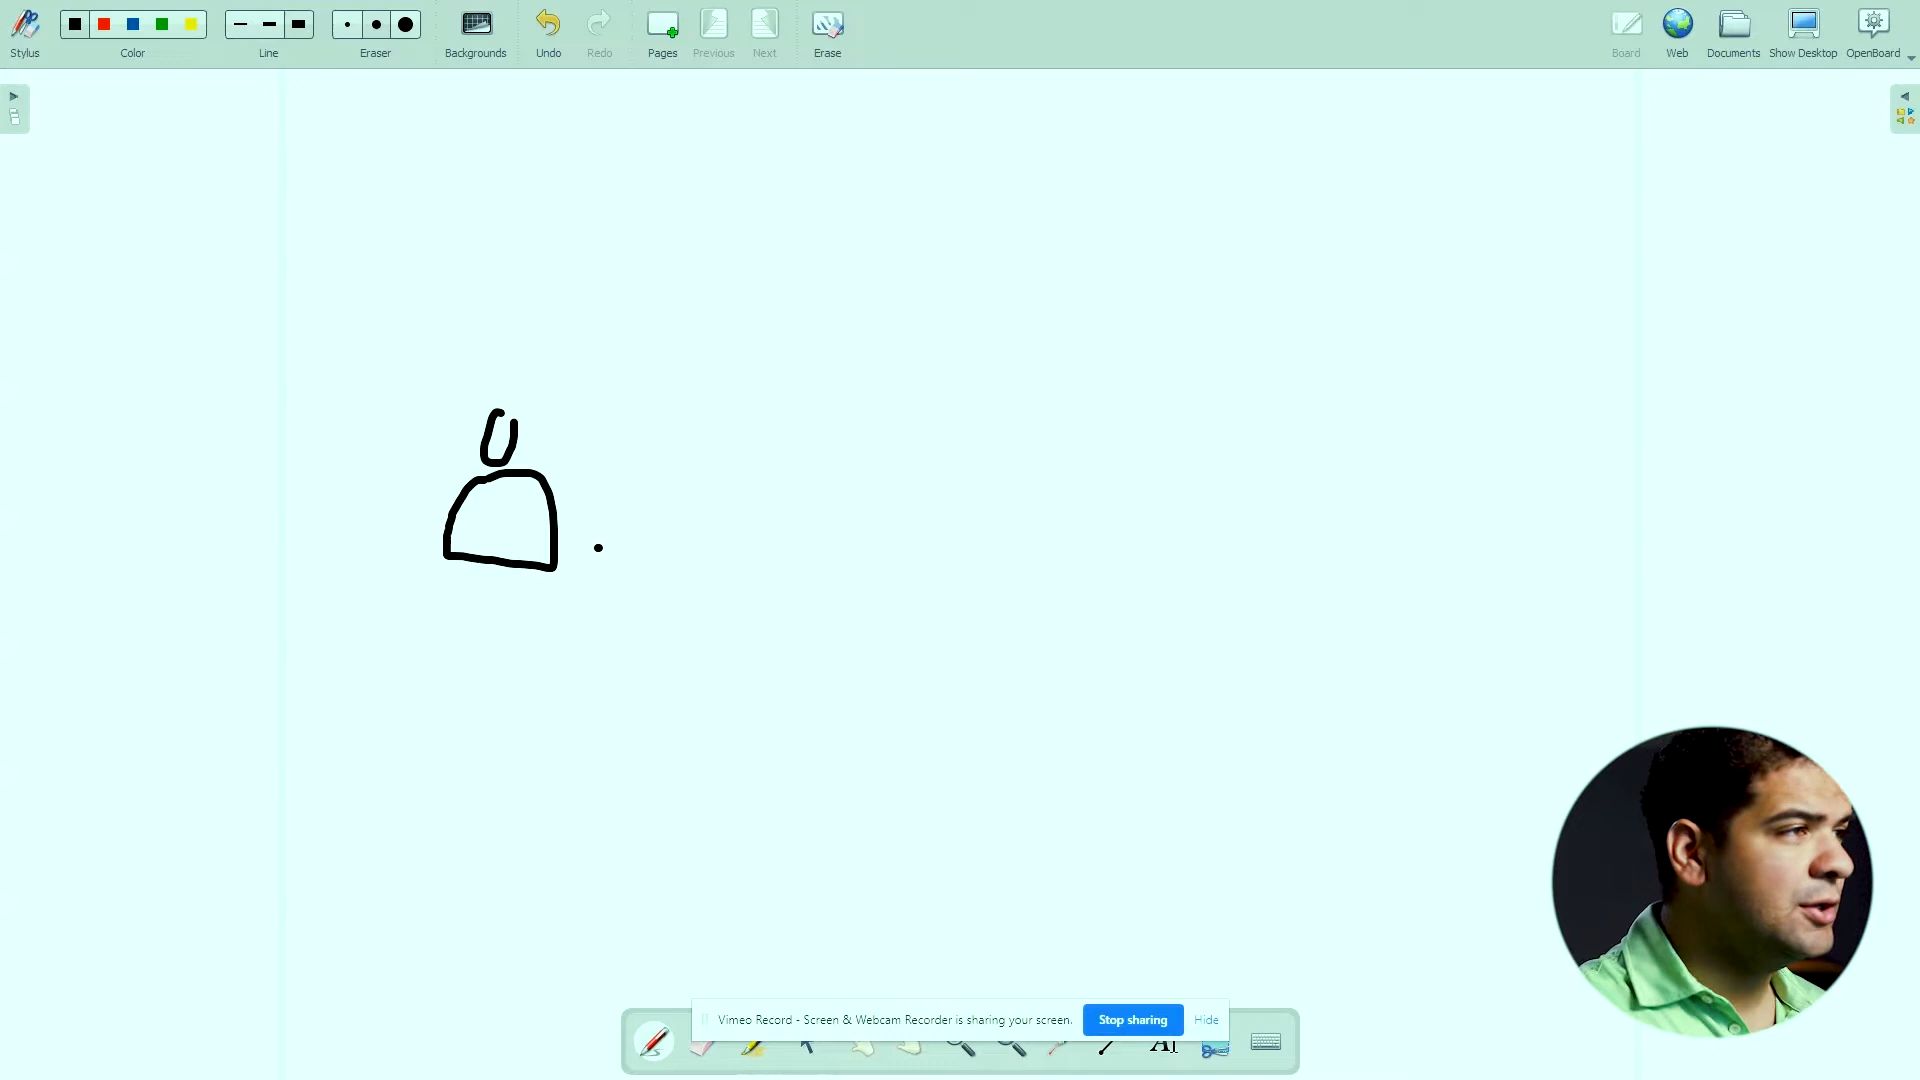 Stylus
Color
Line
Eraser
Backgrounds
Undo
Redo
Pages
Previous
Next
Erase
Board
Web
Documents
Show Desktop
OpenBoard
Vimeo Record - Screen & Webcam Recorder is sharing your screen.
Stop sharing
Hide